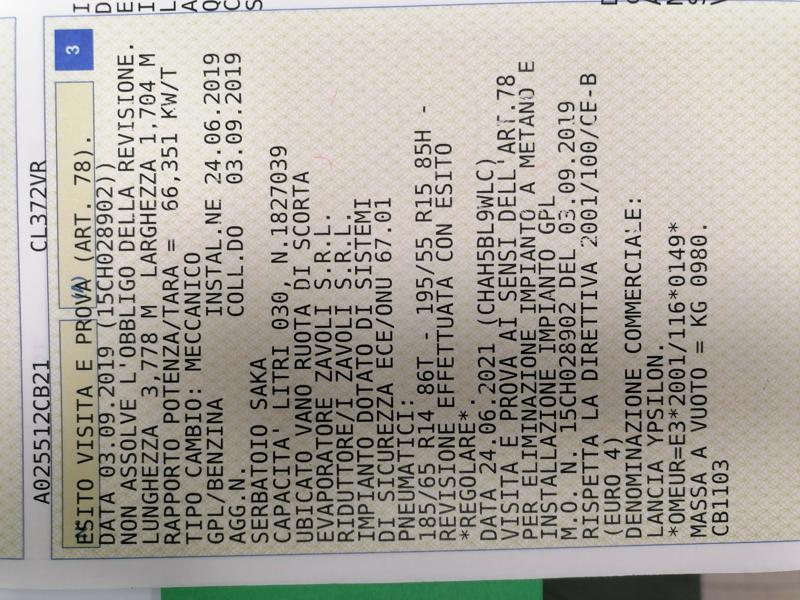 A025512CB21 CL372VR
3
ESITO VISITA E PROVA (ART. 78).
DATA 03.09.2019 (15CH028902))
NON ASSOLVE L'OBBLIGO DELLA REVISIONE.
LUNGHEZZA 3,778 M LARGHEZZA 1,704 M
RAPPORTO POTENZA/TARA = 66,351 KW/T
TIPO CAMBIO: MECCANICO
GPL/BENZINA INSTAL.NE 24.06.2019
AGG.N. COLL.DO 03.09.2019
SERBATOIO SAKA
CAPACITA' LITRI 030, N.1827039
UBICATO VANO RUOTA DI SCORTA
EVAPORATORE ZAVOLI S.R.L.
RIDUTTORE/I ZAVOLI S.R.L.
IMPIANTO DOTATO DI SISTEMI
DI SICUREZZA ECE/ONU 67.01
PNEUMATICI:
185/65 R14 86T - 195/55 R15 85H -
REVISIONE EFFETTUATA CON ESITO
*REGOLARE*.
DATA 24.06.2021 (CHAH5BL9WLC)
VISITA E PROVA AI SENSI DELL'ART.78
PER ELIMINAZIONE IMPIANTO A METANO E
INSTALLAZIONE IMPIANTO GPL
M.O. N. 15CH028902 DEL 03.09.2019
RISPETTA LA DIRETTIVA 2001/100/CE-B
(EURO 4)
DENOMINAZIONE COMMERCIALE:
LANCIA YPSILON.
*OMEUR=E3*2001/116*0149*
MASSA A VUOTO = KG 0980.
CB1103